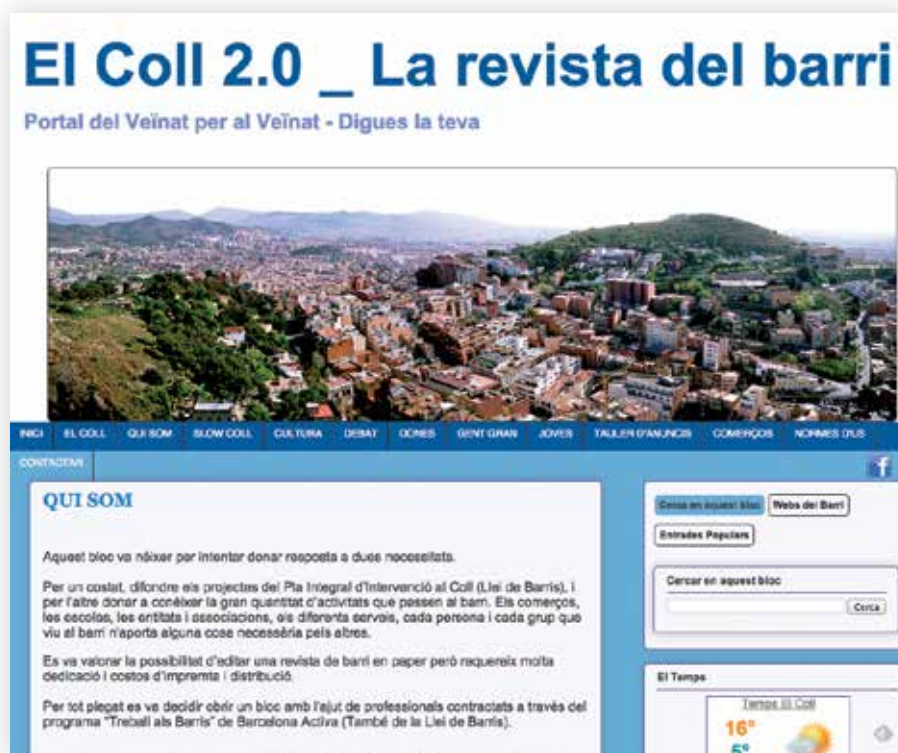 El Coll 2.0 _ La revista del barri
Portal del Veïnat per al Veïnat - Digues la teva
INICI EL COLL QUI SOM SLOW COLL CULTURA DEBAT DONES GENT GRAN JOVES TAULER D'ANUNCIS COMERÇOS NORMES D'US
CONTACTAR
f
QUI SOM
Aquest bloc va néixer per intentar donar resposta a dues necessitats.
Per un costat, difondre els projectes del Pla Integral d'Intervenció al Coll (Llei de Barris), i
per l'altre donar a conèixer la gran quantitat d'activitats que passen al barri. Els comerços,
les escoles, les entitats i associacions, els diferents serveis, cada persona i cada grup que
viu al barri n'aporta alguna cosa necessària pels altres.
Es va valorar la possibilitat d'editar una revista de barri en paper però requereix molta
dedicació i costos d'impremta i distribució.
Per tot plegat es va decidir obrir un bloc amb l'ajut de professionals contractats a través del
programa "Treball als Barris" de Barcelona Activa (També de la Llei de Barris).
Cercar en aquest bloc Webs del Barri
Entrades Populars
Cercar en aquest bloc
Cerca
El Temps
Temps El Coll
16°
5°